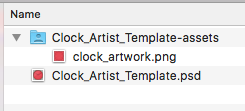 Name
Clock_Artist_Template-assets
clock_artwork.png
Clock_Artist_Template.psd